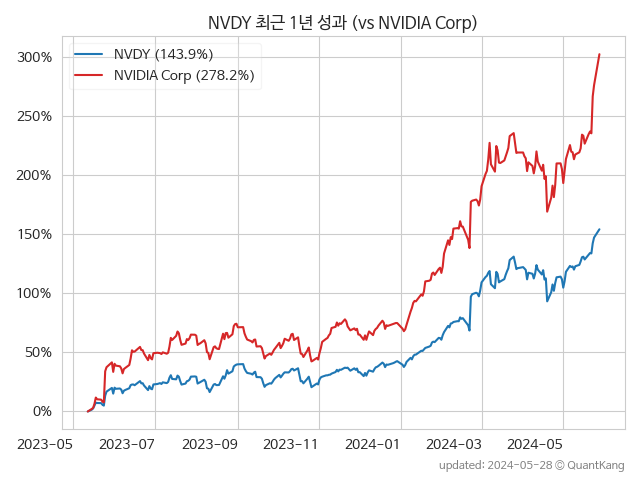 NVDY 최근 1년 성과 (vs NVIDIA Corp)
NVDY (143.9%)
NVIDIA Corp (278.2%)
300%
250%
200%
150%
100%
50%
0%
2023-05 2023-07 2023-09 2023-11 2024-01 2024-03 2024-05
updated: 2024-05-28 © QuantKang